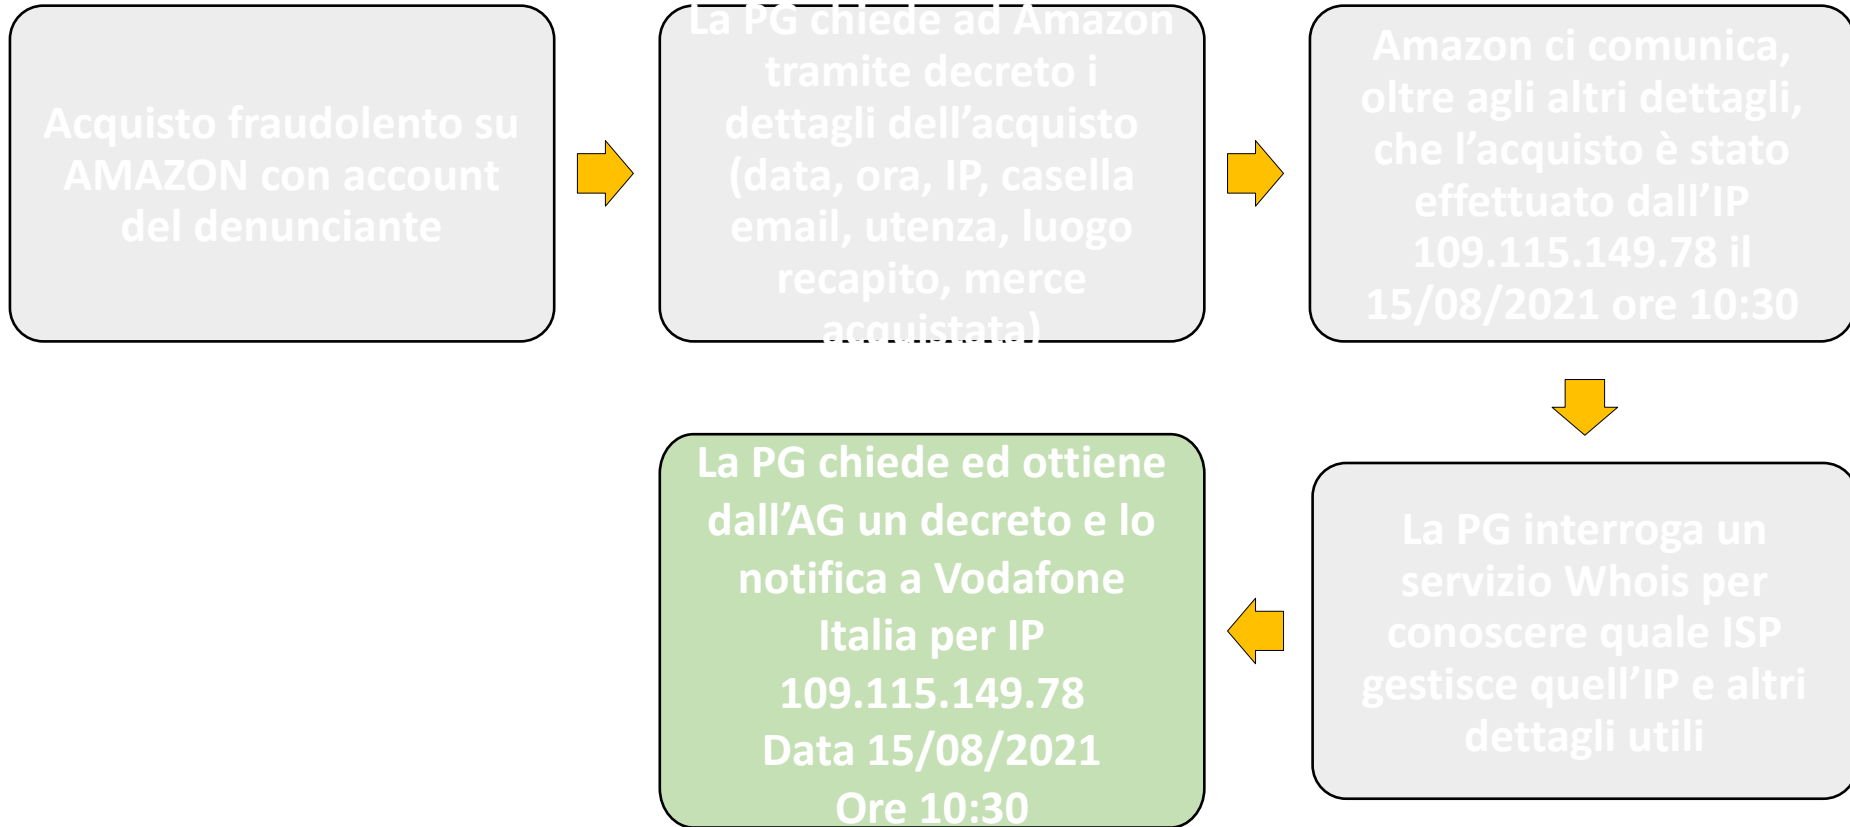 Acquisto fraudolento su
AMAZON con account
del denunciante
La PG chiede ad Amazon
tramite decreto i
dettagli dell’acquisto
(data, ora, IP, casella
email, utenza, luogo
recapito, merce
acquistata)
Amazon ci comunica,
oltre agli altri dettagli,
che l’acquisto è stato
effettuato dall’IP
109.115.149.78 il
15/08/2021 ore 10:30
La PG interroga un
servizio Whois per
conoscere quale ISP
gestisce quell’IP e altri
dettagli utili
La PG chiede ed ottiene
dall’AG un decreto e lo
notifica a Vodafone
Italia per IP
109.115.149.78
Data 15/08/2021
Ore 10:30